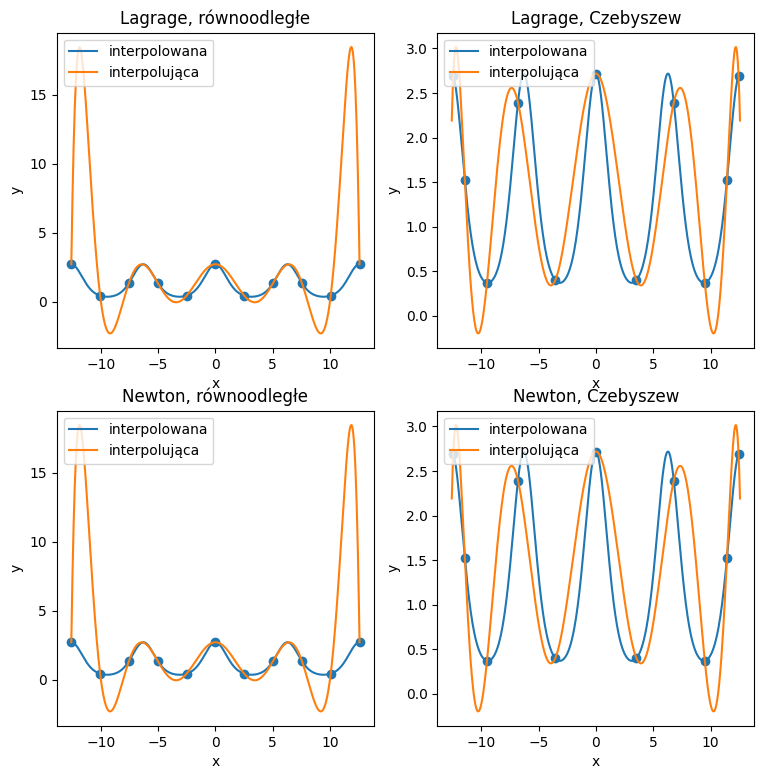 Lagrage, równoodległe
interpolowana
interpolująca
15
10
5
0
y
−10 −5 0 5 10
x
Lagrage, Czebyszew
interpolowana
interpolująca
3.0
2.5
2.0
1.5
1.0
0.5
0.0
y
−10 −5 0 5 10
x
Newton, równoodległe
interpolowana
interpolująca
15
10
5
0
y
−10 −5 0 5 10
x
Newton, Czebyszew
interpolowana
interpolująca
3.0
2.5
2.0
1.5
1.0
0.5
0.0
y
−10 −5 0 5 10
x